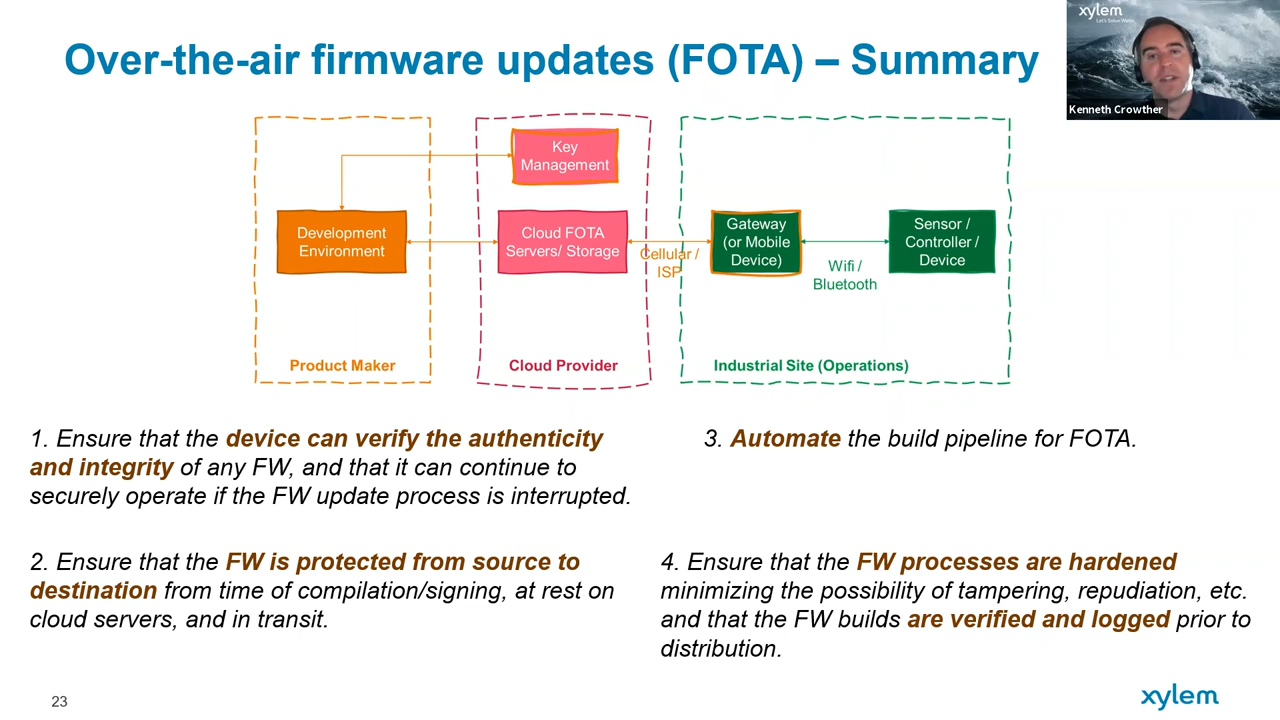 Over-the-air firmware updates (FOTA) – Summary
xylem
Let's Solve Water
Kenneth Crowther
Key
Management
Development
Environment
Cloud FOTA
Servers/ Storage
Cellular /
ISP
Gateway
(or Mobile
Device)
Wifi /
Bluetooth
Sensor /
Controller /
Device
Product Maker
Cloud Provider
Industrial Site (Operations)
1. Ensure that the device can verify the authenticity
and integrity of any FW, and that it can continue to
securely operate if the FW update process is interrupted.
2. Ensure that the FW is protected from source to
destination from time of compilation/signing, at rest on
cloud servers, and in transit.
3. Automate the build pipeline for FOTA.
4. Ensure that the FW processes are hardened
minimizing the possibility of tampering, repudiation, etc.
and that the FW builds are verified and logged prior to
distribution.
23
xylem